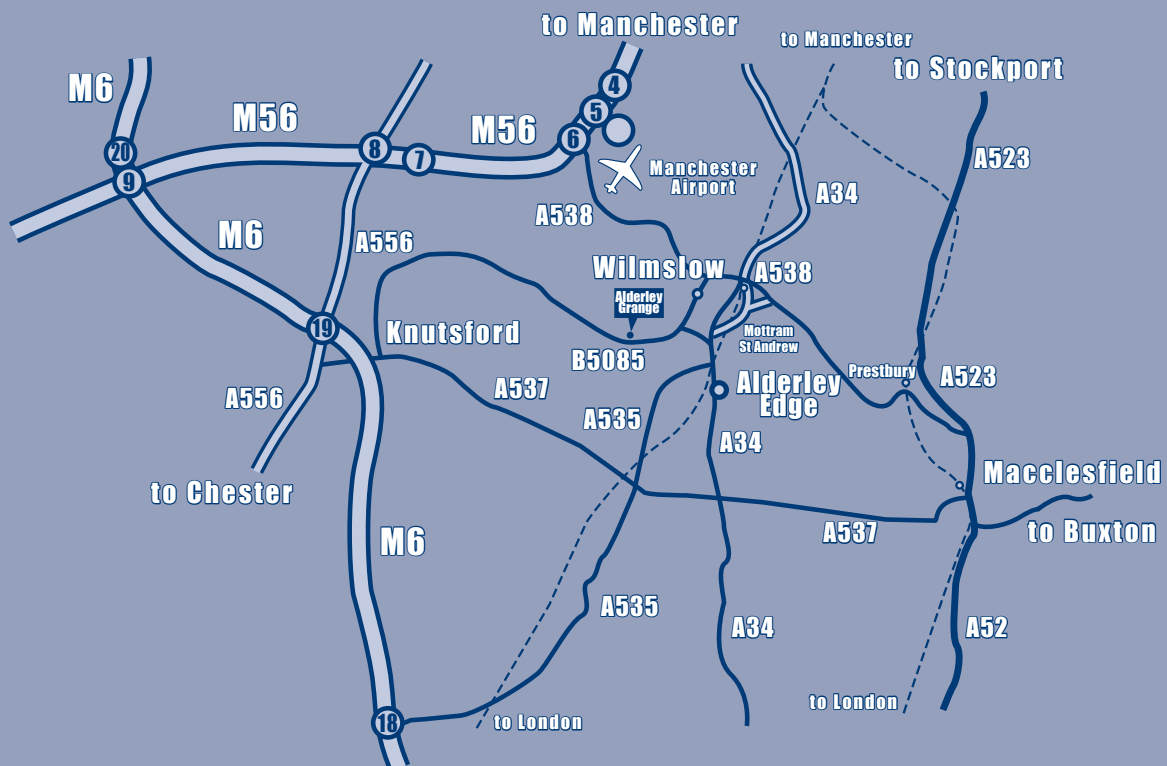 to Manchester
to Manchester
to Stockport
M6
M56
M56
4
5
6
20
8
7
9
Manchester
Airport
A523
A34
A538
M6
A556
Wilmslow
A538
Alderley
Grange
19
Knutsford
Mottram
St Andrew
B5085
Prestbury
A523
A556
A537
Alderley
Edge
A535
A34
to Chester
Macclesfield
M6
A537
to Buxton
A535
A34
A52
to London
18
to London